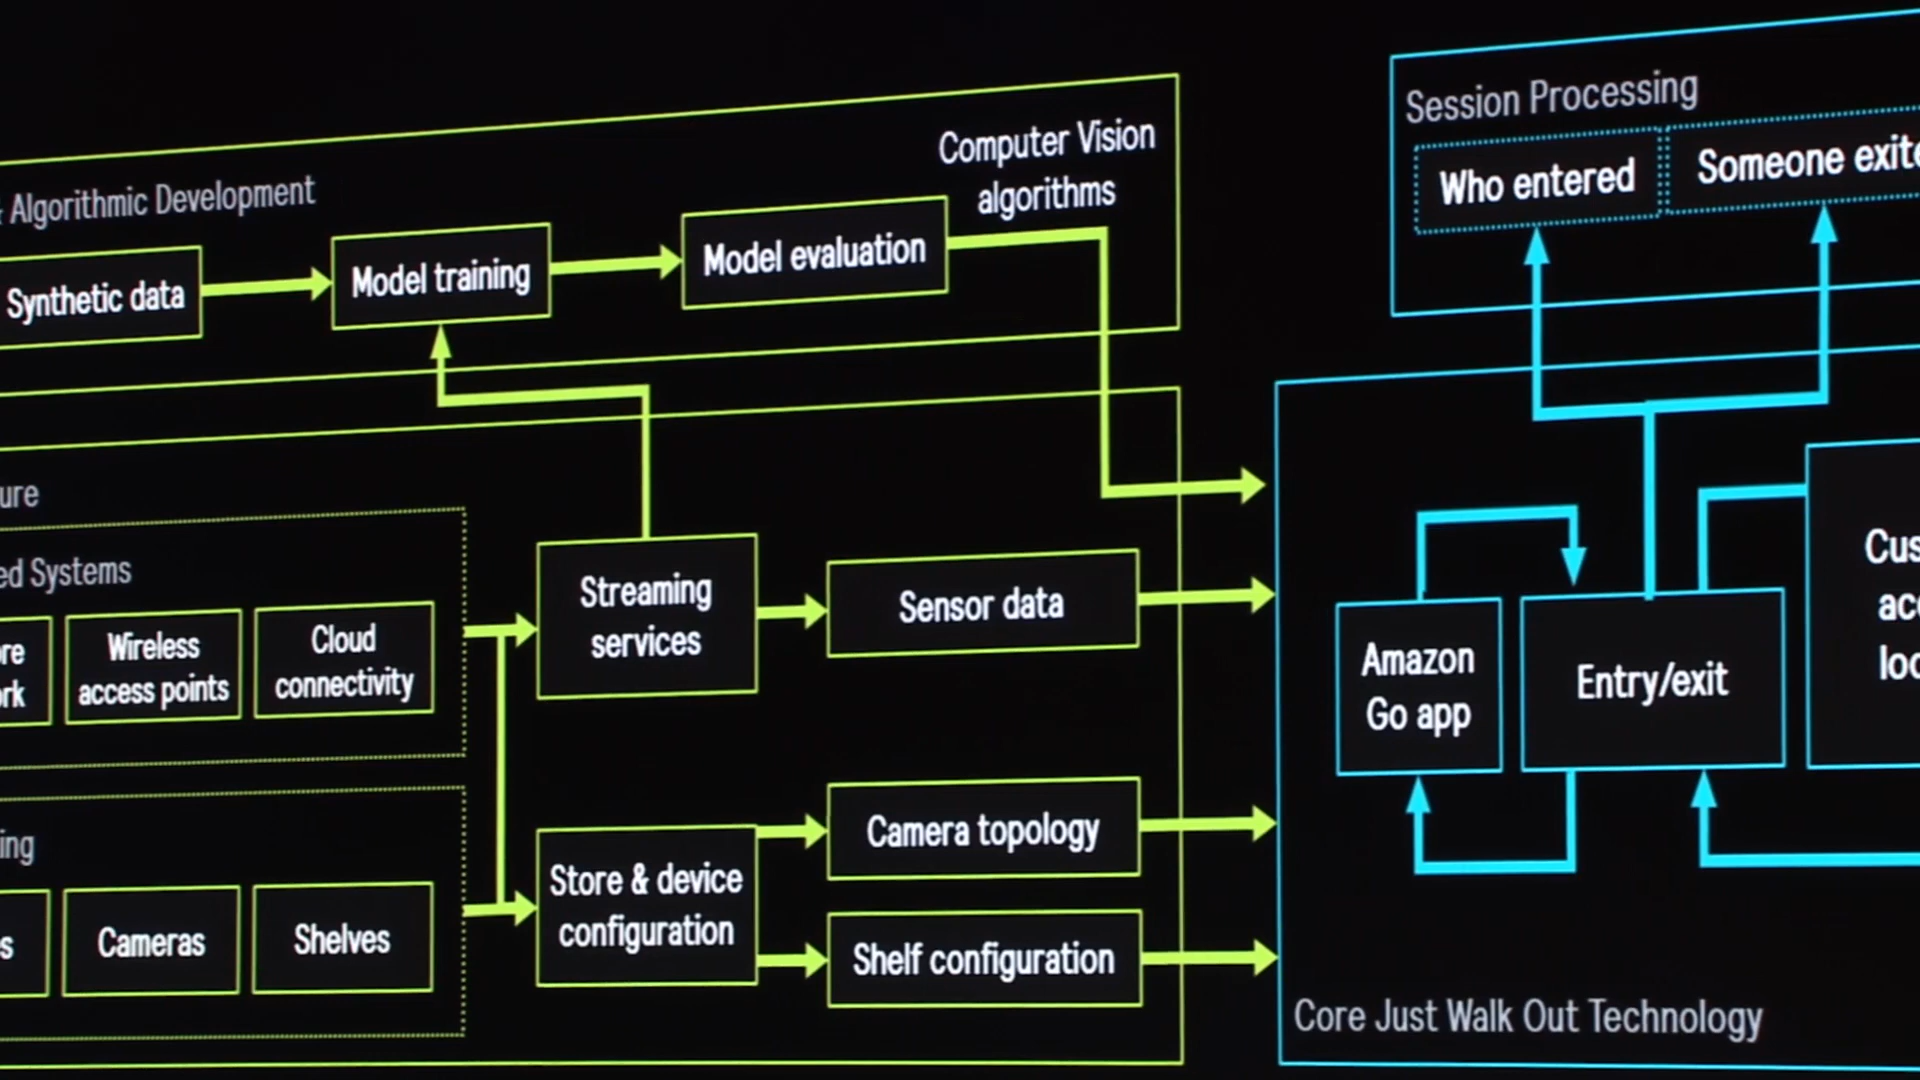 Algorithmic Development
Synthetic data
Model training
Model evaluation
Computer Vision
algorithms
Systems
Wireless
access points
Cloud
connectivity
Cameras
Shelves
Streaming
services
Sensor data
Store & device
configuration
Camera topology
Shelf configuration
Session Processing
Who entered
Someone
Amazon
Go app
Entry/exit
Core Just Walk Out Technology